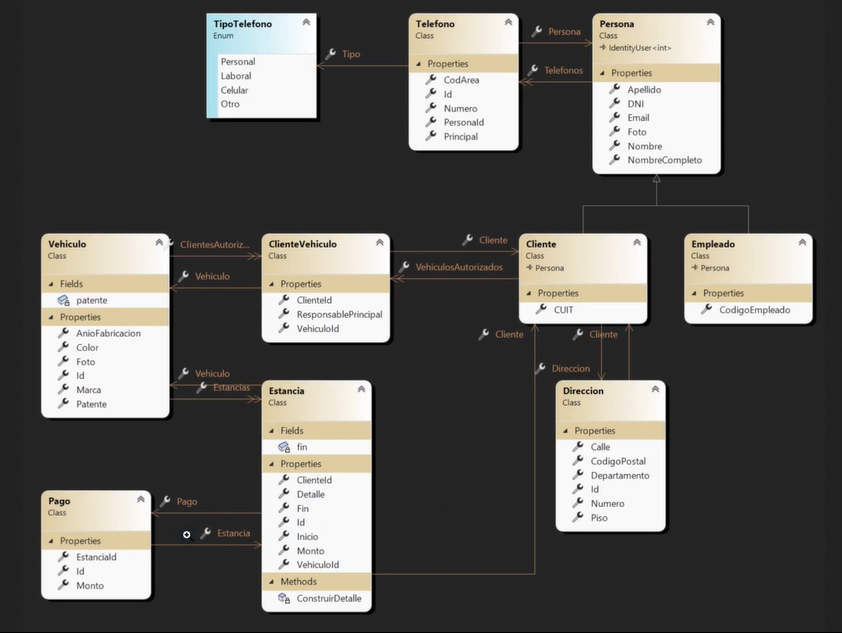 TipoTelefono
Enum
Personal
Laboral
Celular
Otro
Tipo
Telefono
Class
Properties
CodArea
Id
Numero
PersonaId
Principal
Persona
Telefonos
Persona
Class
IdentityUser<int>
Properties
Apellido
DNI
Email
Foto
Nombre
NombreCompleto
Vehiculo
Class
Fields
patente
Properties
AnioFabricacion
Color
Foto
Id
Marca
Patente
ClientesAutoriz...
Vehiculo
ClienteVehiculo
Class
Properties
ClienteId
ResponsablePrincipal
VehiculoId
Cliente
VehiculosAutorizados
Cliente
Class
Persona
Properties
CUIT
Empleado
Class
Persona
Properties
CodigoEmpleado
Vehiculo
Estancias
Cliente
Cliente
Direccion
Estancia
Class
Fields
fin
Properties
ClienteId
Detalle
Fin
Id
Inicio
Monto
VehiculoId
Methods
ConstruirDetalle
Direccion
Class
Properties
Calle
CodigoPostal
Departamento
Id
Numero
Piso
Pago
Class
Properties
EstanciaId
Id
Monto
Pago
Estancia